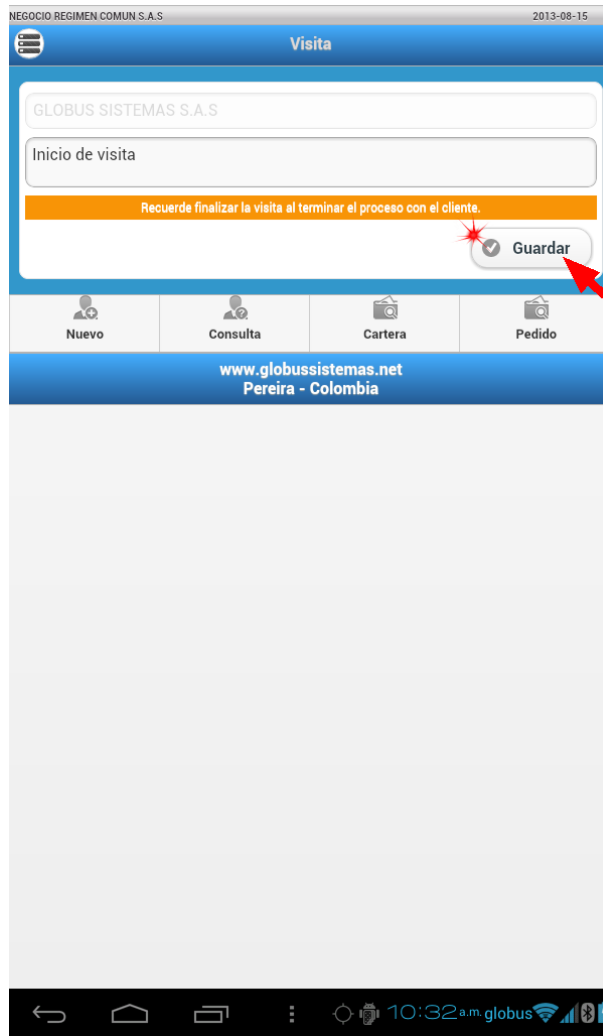 NEGOCIO REGIMEN COMUN S.A.S 2013-08-15
Visita
GLOBUS SISTEMAS S.A.S
Inicio de visita
Recuerde finalizar la visita al terminar el proceso con el cliente.
Guardar
Nuevo Consulta Cartera Pedido
www.globussistemas.net
Pereira - Colombia
10:32 a.m. globus